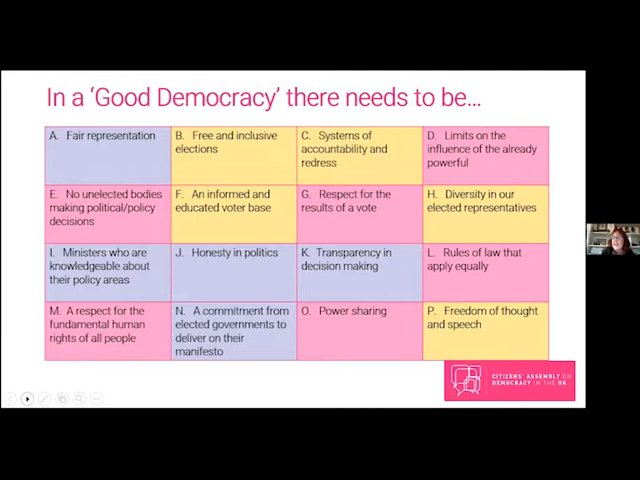 In a ‘Good Democracy’ there needs to be…
A. Fair representation
B. Free and inclusive
elections
C. Systems of
accountability and
redress
D. Limits on the
influence of the already
powerful
E. No unelected bodies
making political/policy
decisions
F. An informed and
educated voter base
G. Respect for the
results of a vote
H. Diversity in our
elected representatives
I. Ministers who are
knowledgeable about
their policy areas
J. Honesty in politics
K. Transparency in
decision making
L. Rules of law that
apply equally
M. A respect for the
fundamental human
rights of all people
N. A commitment from
elected governments to
deliver on their
manifesto
O. Power sharing
P. Freedom of thought
and speech
CITIZENS' ASSEMBLY ON
DEMOCRACY IN THE UK